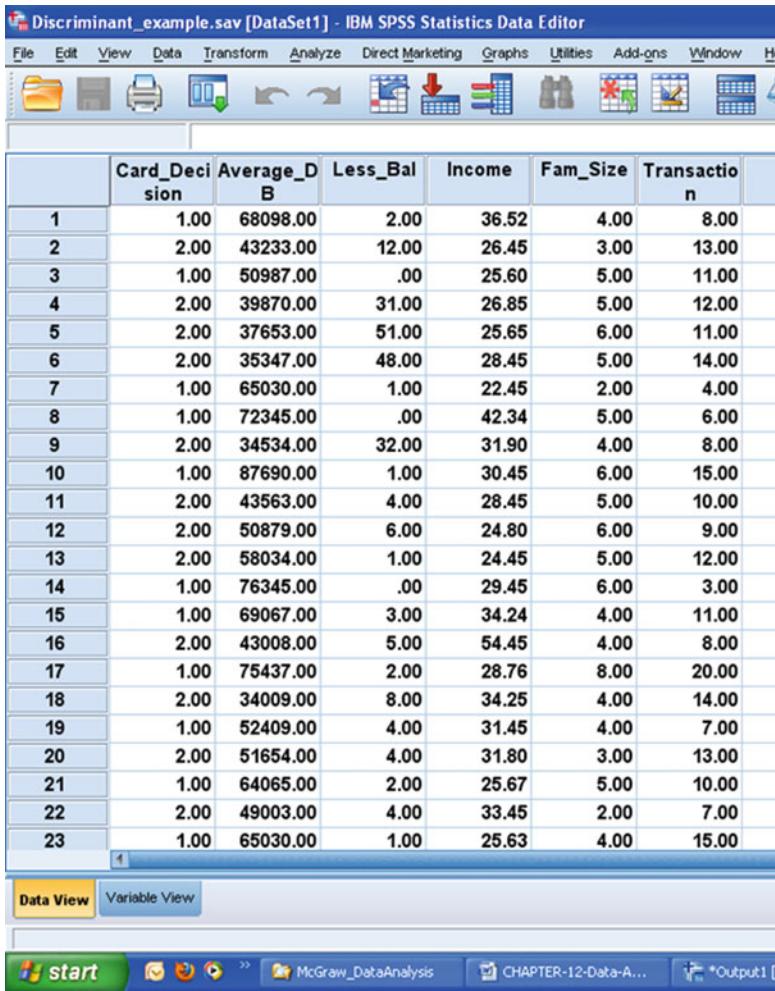 Discriminant_example.sav [DataSet1] - IBM SPSS Statistics Data Editor
File Edit View Data Transform Analyze Direct Marketing Graphs Utilities Add-ons Window H
Card_Deci Average_D Less_Bal Income Fam_Size Transactio
sion B n
1 1.00 68098.00 2.00 36.52 4.00 8.00
2 2.00 43233.00 12.00 26.45 3.00 13.00
3 1.00 50987.00 .00 25.60 5.00 11.00
4 2.00 39870.00 31.00 26.85 5.00 12.00
5 2.00 37653.00 51.00 25.65 6.00 11.00
6 2.00 35347.00 48.00 28.45 5.00 14.00
7 1.00 65030.00 1.00 22.45 2.00 4.00
8 1.00 72345.00 .00 42.34 5.00 6.00
9 2.00 34534.00 32.00 31.90 4.00 8.00
10 1.00 87690.00 1.00 30.45 6.00 15.00
11 2.00 43563.00 4.00 28.45 5.00 10.00
12 2.00 50879.00 6.00 24.80 6.00 9.00
13 2.00 58034.00 1.00 24.45 5.00 12.00
14 1.00 76345.00 .00 29.45 6.00 3.00
15 1.00 69067.00 3.00 34.24 4.00 11.00
16 2.00 43008.00 5.00 54.45 4.00 8.00
17 1.00 75437.00 2.00 28.76 8.00 20.00
18 2.00 34009.00 8.00 34.25 4.00 14.00
19 1.00 52409.00 4.00 31.45 4.00 7.00
20 2.00 51654.00 4.00 31.80 3.00 13.00
21 1.00 64065.00 2.00 25.67 5.00 10.00
22 2.00 49003.00 4.00 33.45 2.00 7.00
23 1.00 65030.00 1.00 25.63 4.00 15.00
Data View Variable View
start » McGraw_DataAnalysis CHAPTER-12-Data-A... *Output1 [